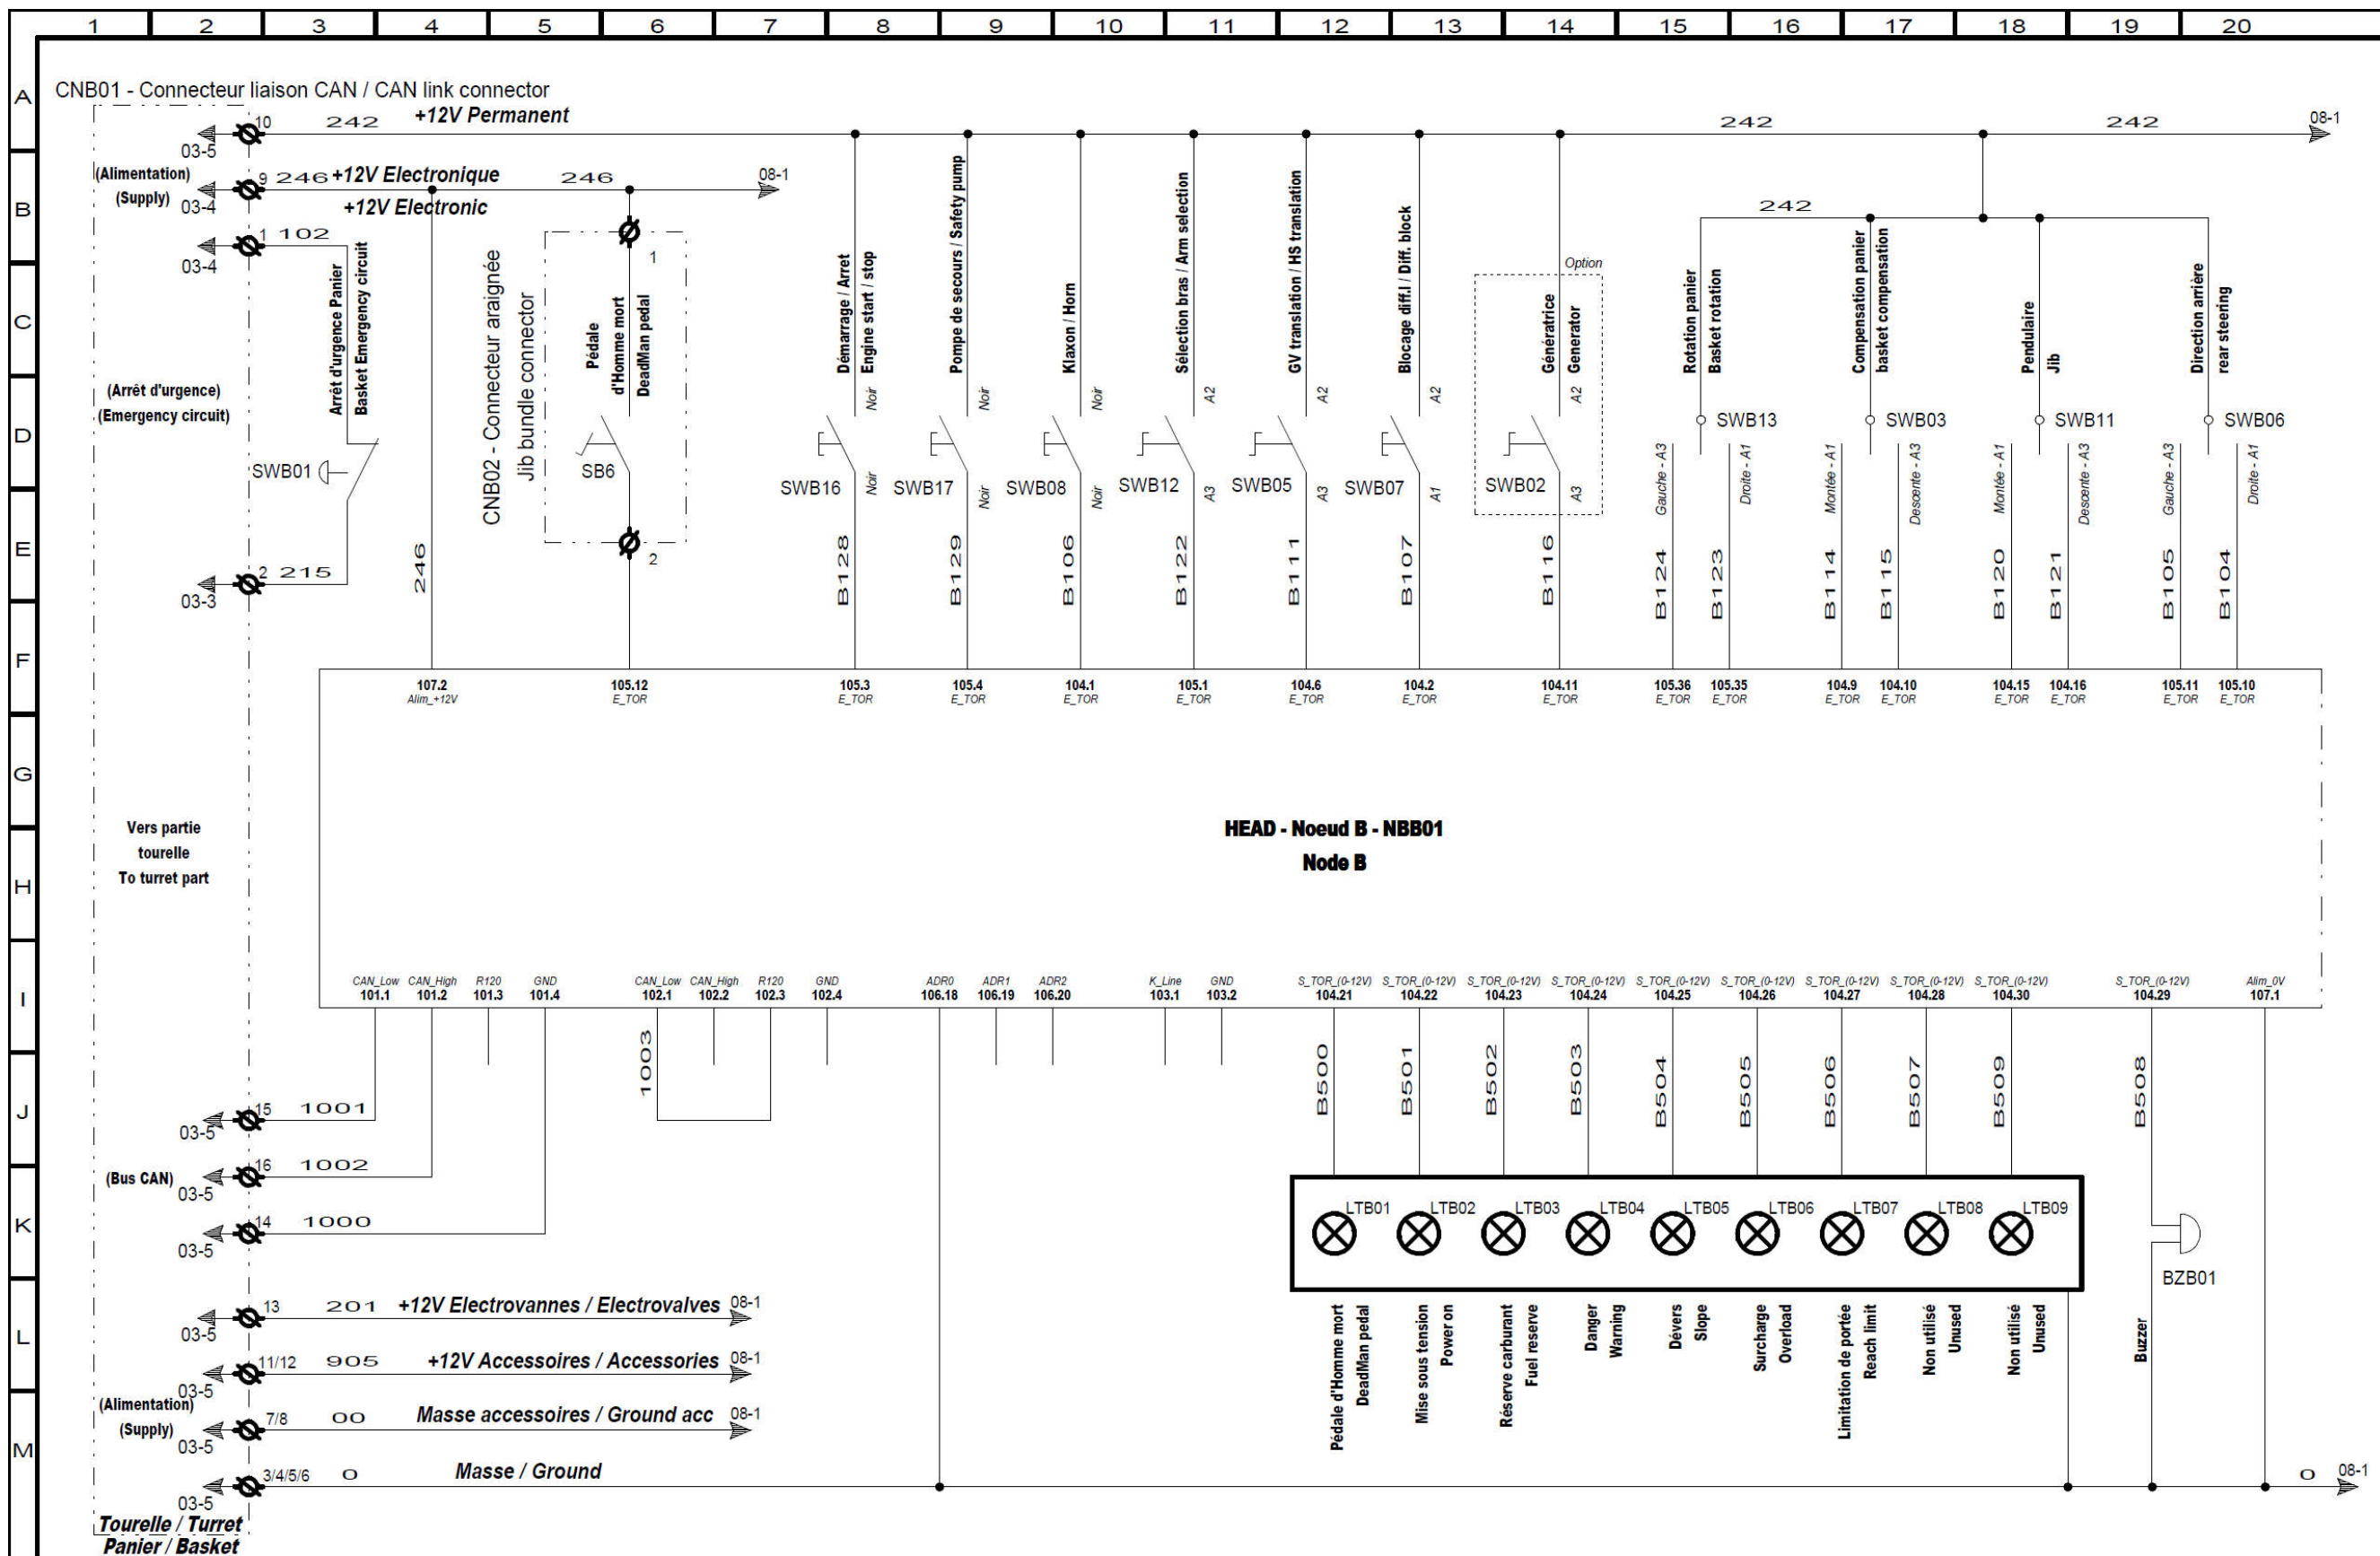 1 2 3 4 5 6 7 8 9 10 11 12 13 14 15 16 17 18 19 20
A
B
C
D
E
F
G
H
I
J
K
L
M
CNB01 - Connecteur liaison CAN / CAN link connector
10 242 +12V Permanent 242 242 08-1
03-5
(Alimentation)
(Supply)
9 246 +12V Electronique 246 08-1
03-4 +12V Electronic
1 102
03-4
242
Arrêt d'urgence Panier
Basket Emergency circuit
(Arrêt d'urgence)
(Emergency circuit)
SWB01
2 215
03-3
246
CNB02 - Connecteur araignée
Jib bundle connector
1
Pédale
d'Homme mort
DeadMan pedal
SB6
2
Démarrage / Arret
Engine start / stop
Noir
SWB16
Noir
B128
Pompe de secours / Safety pump
Noir
SWB17
Noir
B129
Klaxon / Horn
Noir
SWB08
Noir
B106
Sélection bras / Arm selection
A2
SWB12
A3
B122
GV translation / HS translation
A2
SWB05
A3
B111
Blocage diff.l / Diff. block
A2
SWB07
A1
B107
Option
Génératrice
Generator
A2
SWB02
A3
B116
Rotation panier
Basket rotation
SWB13
Gauche - A3
Droite - A1
B124
B123
Compensation panier
basket compensation
SWB03
Montée - A1
Descente - A3
B114
B115
Pendulaire
Jib
SWB11
Montée - A1
Descente - A3
B120
B121
Direction arrière
rear steering
SWB06
Gauche - A3
Droite - A1
B105
B104
107.2 105.12 105.3 105.4 104.1 105.1 104.6 104.2 104.11 105.36 105.35 104.9 104.10 104.15 104.16 105.11 105.10
Alim_+12V E_TOR E_TOR E_TOR E_TOR E_TOR E_TOR E_TOR E_TOR E_TOR E_TOR E_TOR E_TOR E_TOR E_TOR E_TOR E_TOR
HEAD - Noeud B - NBB01
Node B
Vers partie
tourelle
To turret part
CAN_Low CAN_High R120 GND CAN_Low CAN_High R120 GND ADR0 ADR1 ADR2 K_Line GND S_TOR_(0-12V) S_TOR_(0-12V) S_TOR_(0-12V) S_TOR_(0-12V) S_TOR_(0-12V) S_TOR_(0-12V) S_TOR_(0-12V) S_TOR_(0-12V) S_TOR_(0-12V) S_TOR_(0-12V) Alim_0V
101.1 101.2 101.3 101.4 102.1 102.2 102.3 102.4 106.18 106.19 106.20 103.1 103.2 104.21 104.22 104.23 104.24 104.25 104.26 104.27 104.28 104.30 104.29 107.1
1003
B500
B501
B502
B503
B504
B505
B506
B507
B509
B508
15 1001
03-5
(Bus CAN)
16 1002
03-5
14 1000
03-5
LTB01 LTB02 LTB03 LTB04 LTB05 LTB06 LTB07 LTB08 LTB09
BZB01
13 201 +12V Electrovannes / Electrovalves 08-1
03-5
11/12 905 +12V Accessoires / Accessories 08-1
03-5
(Alimentation)
(Supply)
7/8 00 Masse accessoires / Ground acc 08-1
03-5
3/4/5/6 0 Masse / Ground 0 08-1
03-5
Pédale d'Homme mort
DeadMan pedal
Mise sous tension
Power on
Réserve carburant
Fuel reserve
Danger
Warning
Dévers
Slope
Surcharge
Overload
Limitation de portée
Reach limit
Non utilisé
Unused
Non utilisé
Unused
Buzzer
Tourelle / Turret
Panier / Basket